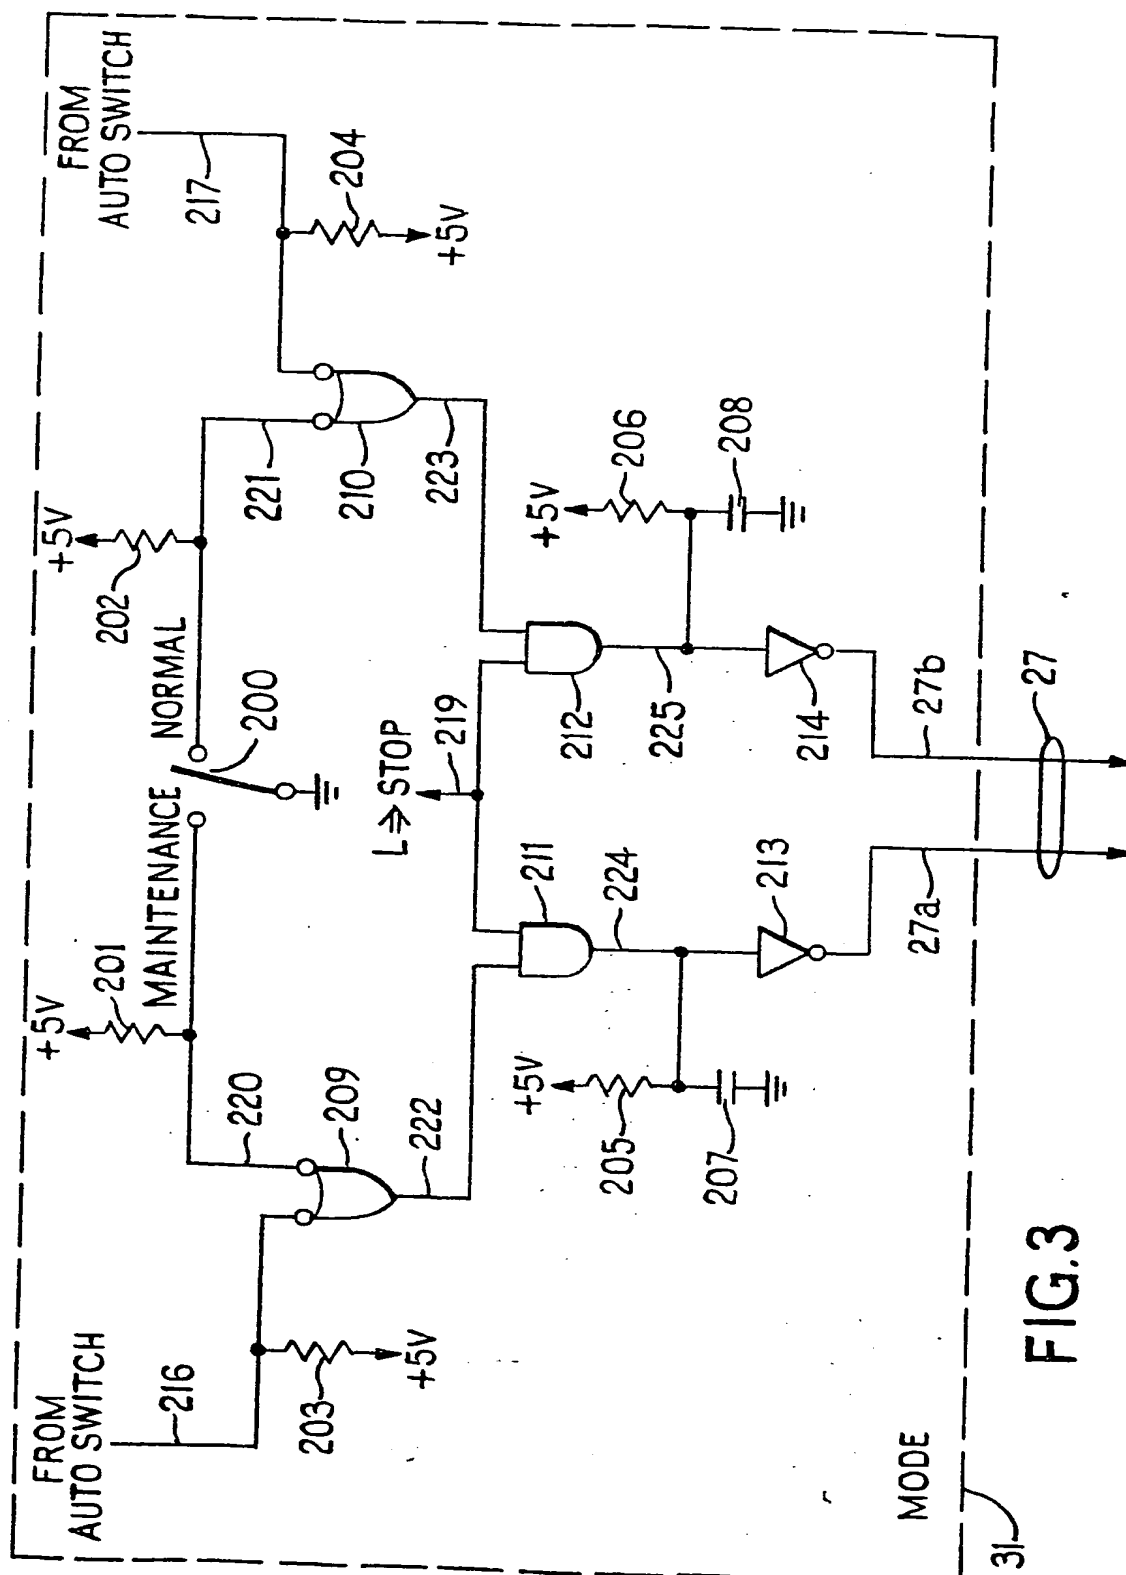 FROM
AUTO SWITCH
216
203
+5V
+5V
201
220
209
222
MAINTENANCE
NORMAL
200
+5V
202
221
210
223
FROM
AUTO SWITCH
217
204
+5V
L⇒STOP
219
211
224
212
225
+5V
205
207
+5V
206
208
213
214
27a
27b
27
MODE
31
FIG.3